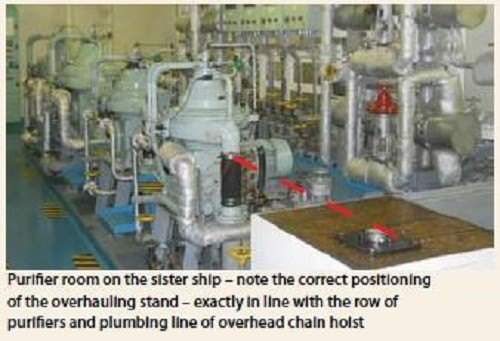 Purifier room on the sister ship – note the correct positioning
of the overhauling stand – exactly in line with the row of
purifiers and plumbing line of overhead chain hoist